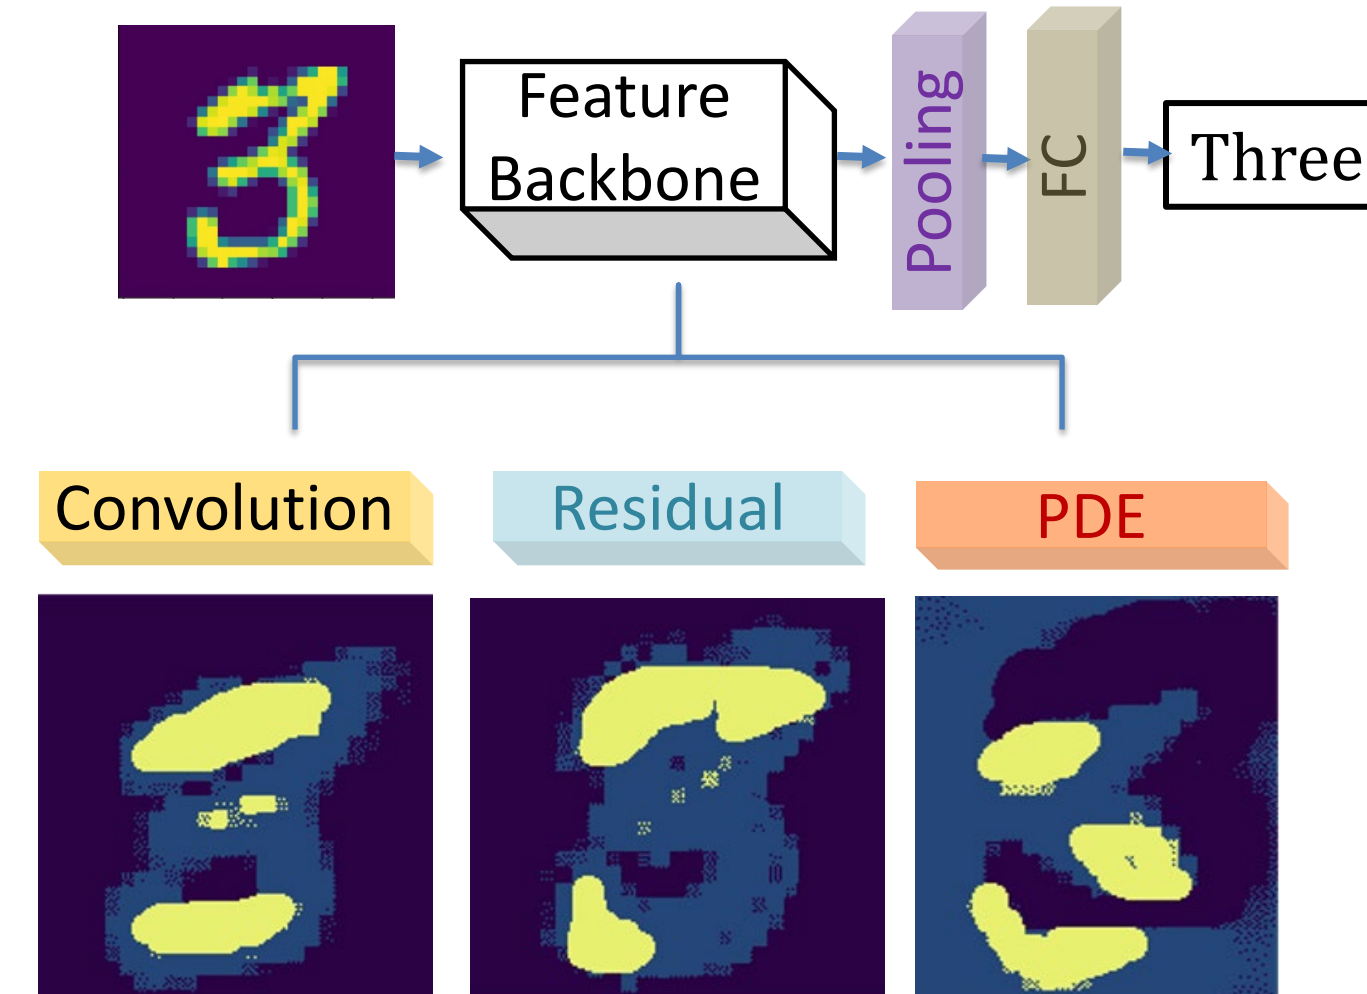 Feature
Backbone
Pooling
FC
Three
Convolution
Residual
PDE